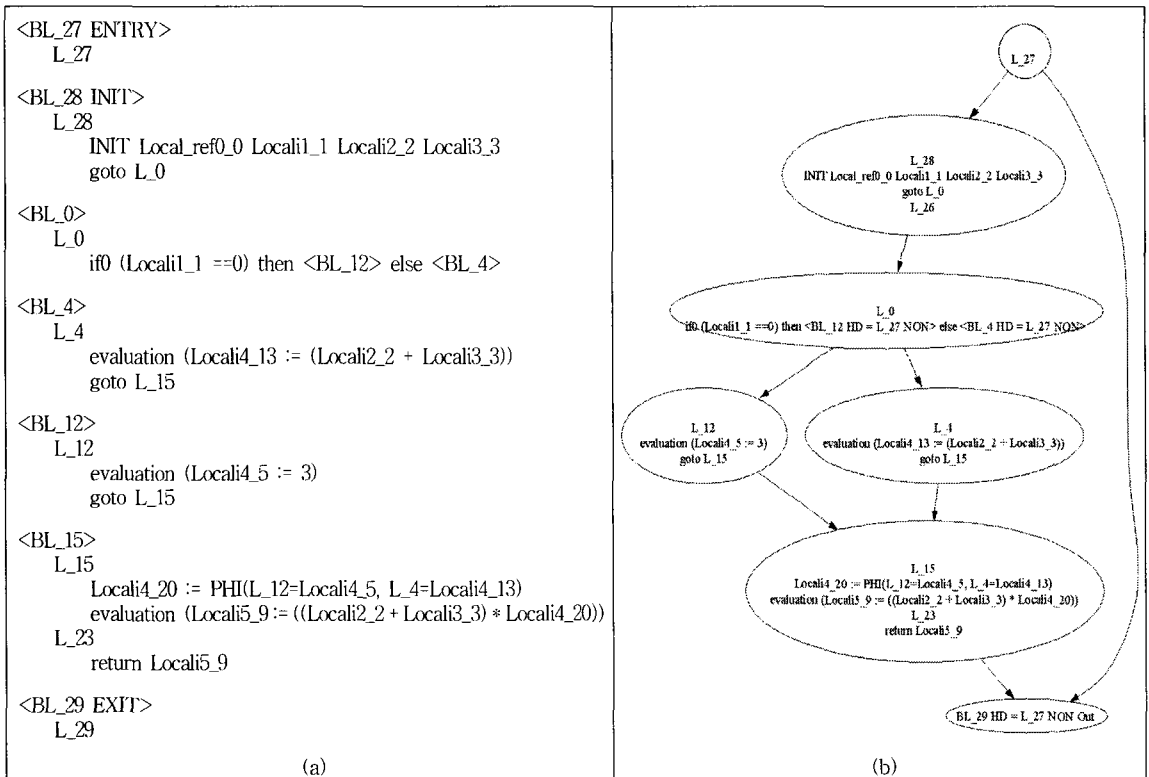 <BL_27 ENTRY>
L_27
<BL_28 INIT>
L_28
INIT Local_ref0_0 Locali1_1 Locali2_2 Locali3_3
goto L_0
<BL_0>
L_0
if0 (Locali1_1 ==0) then <BL_12> else <BL_4>
<BL_4>
L_4
evaluation (Locali4_13 := (Locali2_2 + Locali3_3))
goto L_15
<BL_12>
L_12
evaluation (Locali4_5 := 3)
goto L_15
<BL_15>
L_15
Locali4_20 := PHI(L_12=Locali4_5, L_4=Locali4_13)
evaluation (Locali5_9 := ((Locali2_2 + Locali3_3) * Locali4_20))
L_23
return Locali5_9
<BL_29 EXIT>
L_29
(a)
L_27
L_28
INIT Local_ref0_0 Locali1_1 Locali2_2 Locali3_3
goto L_0
L_26
L_0
if0 (Locali1_1 ==0) then <BL_12 HD = L_27 NON> else <BL_4 HD = L_27 NON>
L_12
evaluation (Locali4_5 := 3)
goto L_15
L_4
evaluation (Locali4_13 := (Locali2_2 + Locali3_3))
goto L_15
L_15
Locali4_20 := PHI(L_12=Locali4_5, L_4=Locali4_13)
evaluation (Locali5_9 := ((Locali2_2 + Locali3_3) * Locali4_20))
L_23
return Locali5_9
BL_29 HD = L_27 NON Out
(b)